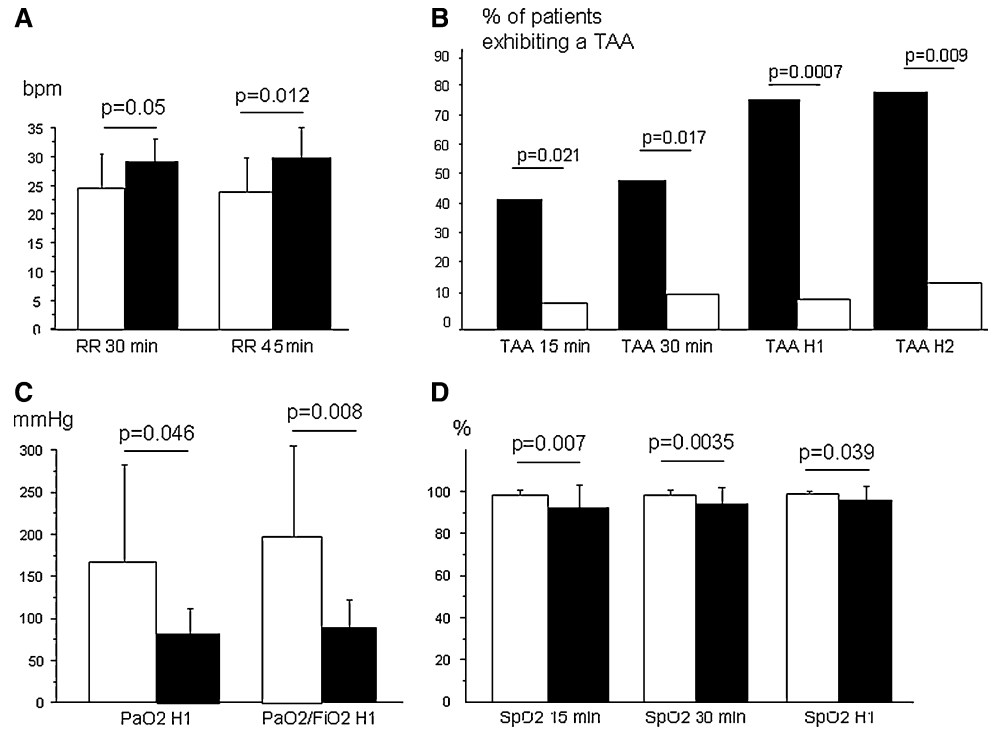 A
bpm
p=0.05
p=0.012
35
30
25
20
15
10
5
0
RR 30 min
RR 45min
B
% of patients
exhibiting a TAA
p=0.021
p=0.017
p=0.0007
p=0.009
90
80
70
60
50
40
30
20
10
0
TAA 15 min
TAA 30 min
TAA H1
TAA H2
C
mmHg
p=0.046
p=0.008
300
250
200
150
100
50
0
PaO2 H1
PaO2/FiO2 H1
D
%
p=0.007
p=0.0035
p=0.039
100
80
60
40
20
0
SpO2 15 min
SpO2 30 min
SpO2 H1